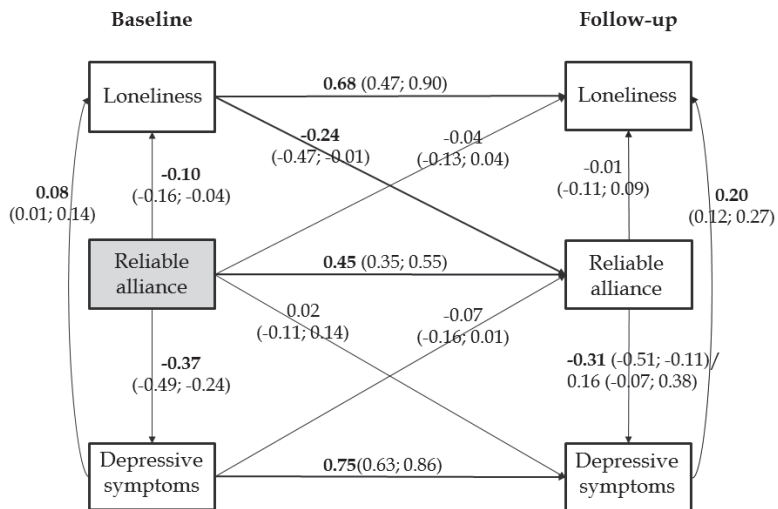 Baseline
Follow-up
Loneliness
0.68 (0.47; 0.90)
Loneliness
-0.24
(-0.47; -0.01)
-0.04
(-0.13; 0.04)
-0.10
(-0.16; -0.04)
-0.01
(-0.11; 0.09)
0.08
(0.01; 0.14)
0.20
(0.12; 0.27)
Reliable
alliance
0.45 (0.35; 0.55)
Reliable
alliance
0.02
(-0.11; 0.14)
-0.07
(-0.16; 0.01)
-0.37
(-0.49; -0.24)
-0.31 (-0.51; -0.11)/
0.16 (-0.07; 0.38)
Depressive
symptoms
0.75(0.63; 0.86)
Depressive
symptoms